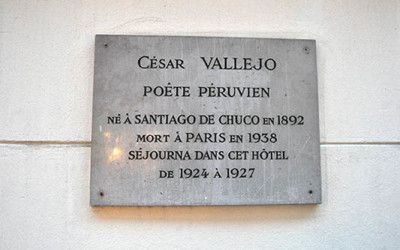 César Vallejo
Poête Péruvien
né à Santiago de Chuco en 1892
mort à Paris en 1938
séjourna dans cet hôtel
de 1924 à 1927